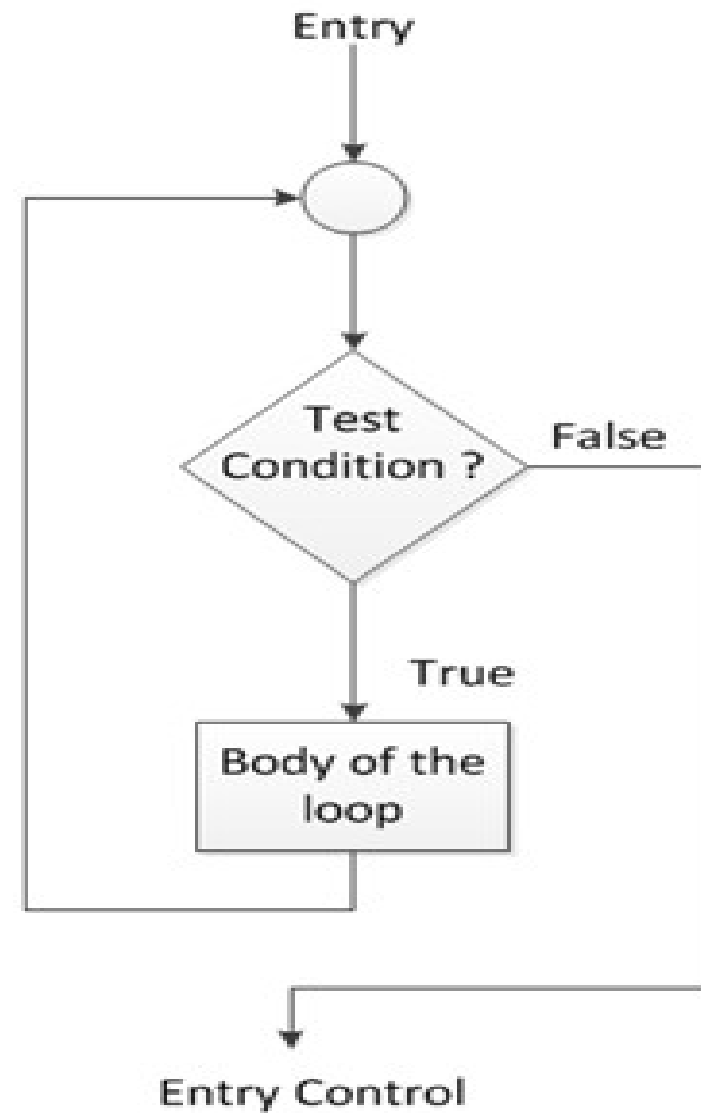 Entry
Test
Condition ?
False
True
Body of the
loop
Entry Control